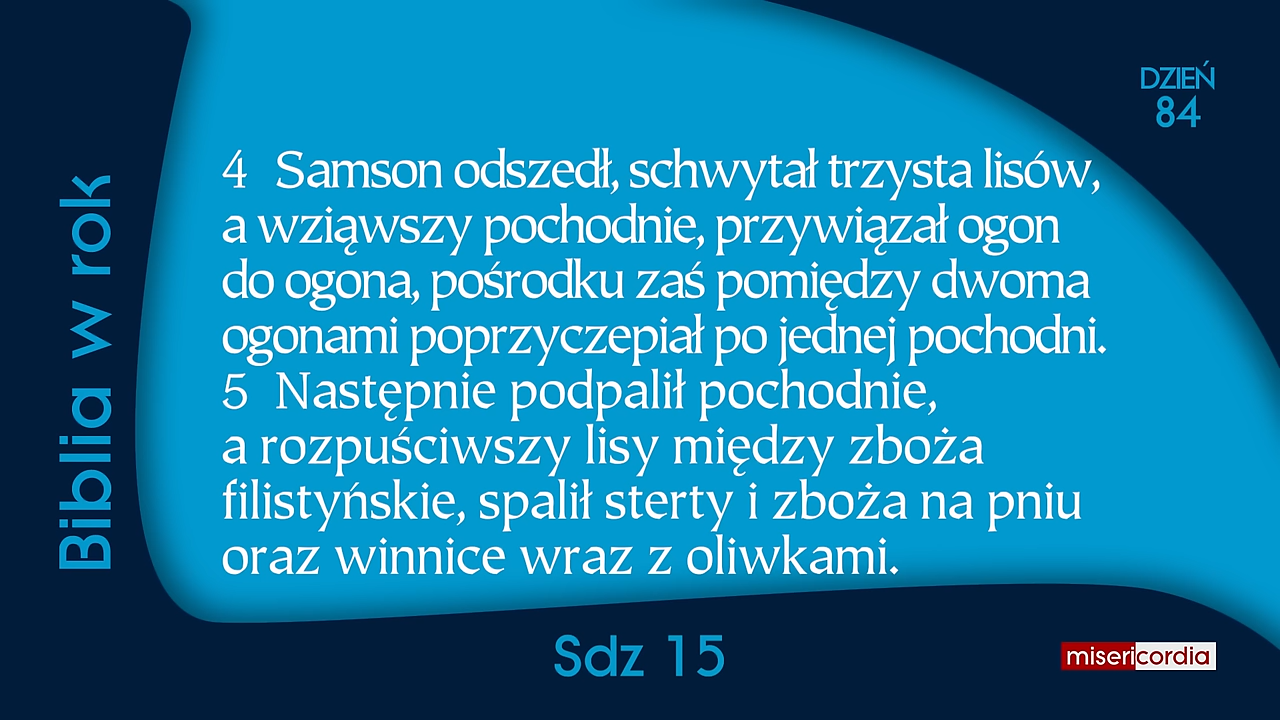 DZIEŃ
84
4 Samson odszedł, schwytał trzysta lisów,
a wziąwszy pochodnie, przywiązał ogon
do ogona, pośrodku zaś pomiędzy dwoma
ogonami poprzyczepiał po jednej pochodni.
5 Następnie podpalił pochodnie,
a rozpuściwszy lisy między zboża
filistyńskie, spalił sterty i zboża na pniu
oraz winnice wraz z oliwkami.
Biblia w rok
Sdz 15
misericordia